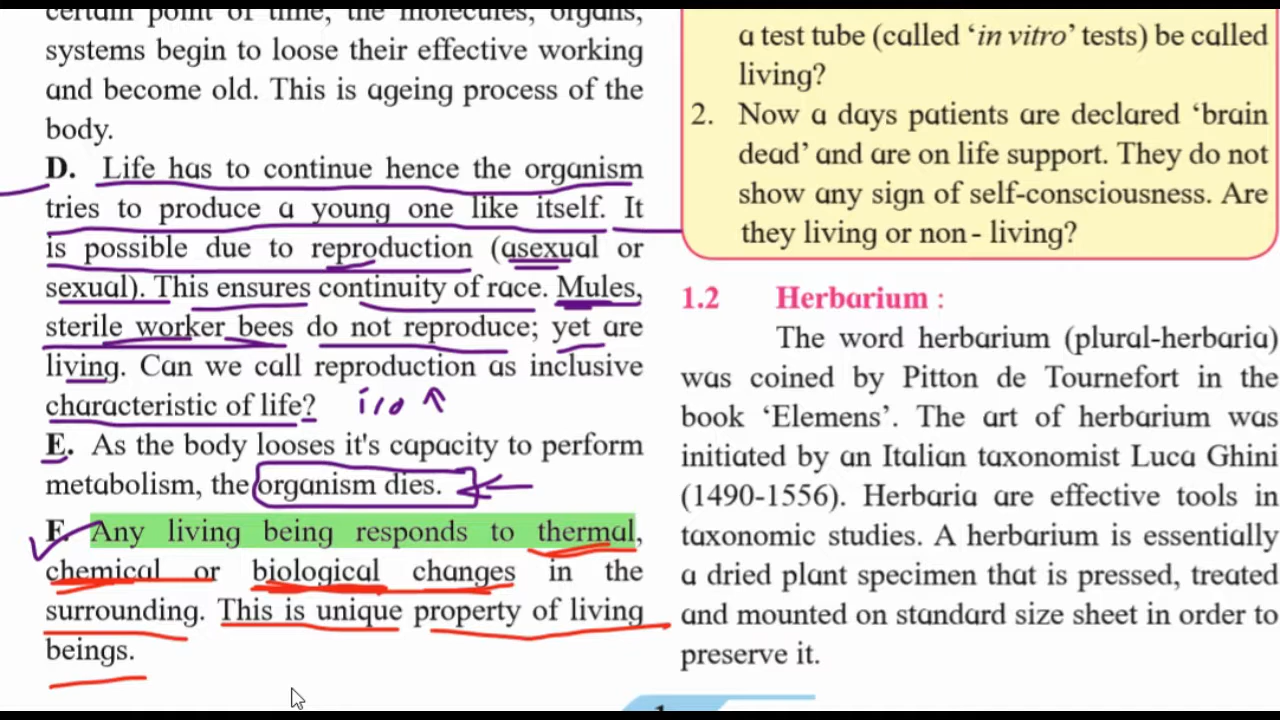 certain point of time, the molecules, organs,
systems begin to loose their effective working
and become old. This is ageing process of the
body.
D. Life has to continue hence the organism
tries to produce a young one like itself. It
is possible due to reproduction (asexual or
sexual). This ensures continuity of race. Mules,
sterile worker bees do not reproduce; yet are
living. Can we call reproduction as inclusive
characteristic of life?
E. As the body looses it's capacity to perform
metabolism, the organism dies.
F. Any living being responds to thermal,
chemical or biological changes in the
surrounding. This is unique property of living
beings.
a test tube (called ‘in vitro’ tests) be called
living?
2. Now a days patients are declared ‘brain
dead’ and are on life support. They do not
show any sign of self-consciousness. Are
they living or non - living?
1.2 Herbarium :
The word herbarium (plural-herbaria)
was coined by Pitton de Tournefort in the
book ‘Elemens’. The art of herbarium was
initiated by an Italian taxonomist Luca Ghini
(1490-1556). Herbaria are effective tools in
taxonomic studies. A herbarium is essentially
a dried plant specimen that is pressed, treated
and mounted on standard size sheet in order to
preserve it.